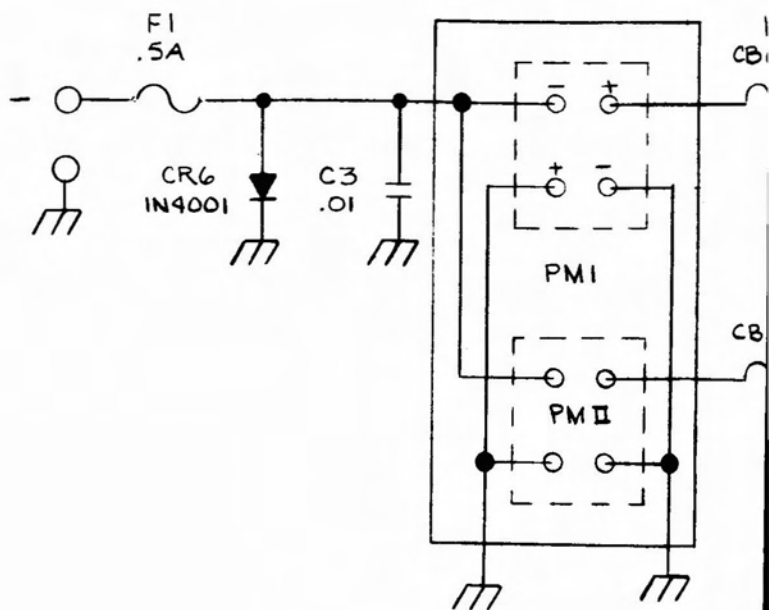 F1
.5A
CB
-
- +
CR6
1N4001
C3
.01
+ -
PM1
CB
PM II